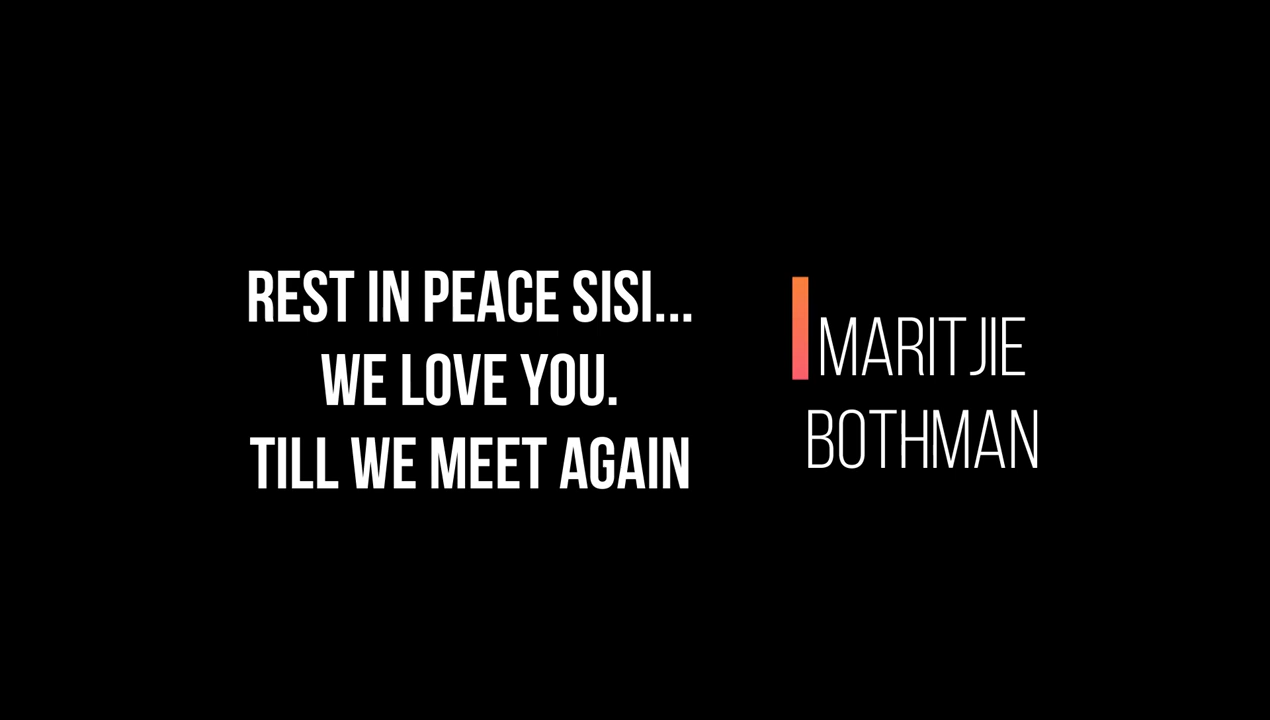 REST IN PEACE SISI...
WE LOVE YOU.
TILL WE MEET AGAIN
MARITJIE
BOTHMAN